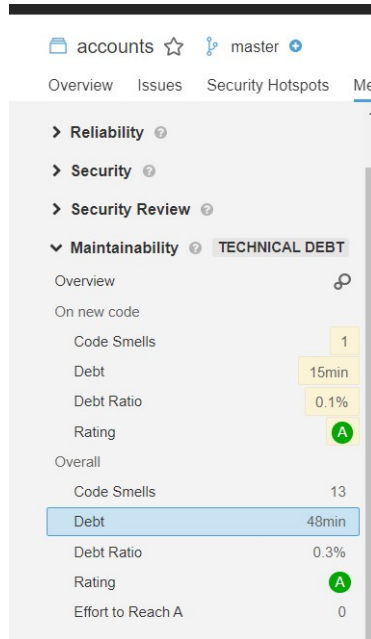 accounts master
Overview Issues Security Hotspots Me
Reliability
Security
Security Review
Maintainability TECHNICAL DEBT
Overview
On new code
Code Smells 1
Debt 15min
Debt Ratio 0.1%
Rating A
Overall
Code Smells 13
Debt 48min
Debt Ratio 0.3%
Rating A
Effort to Reach A 0